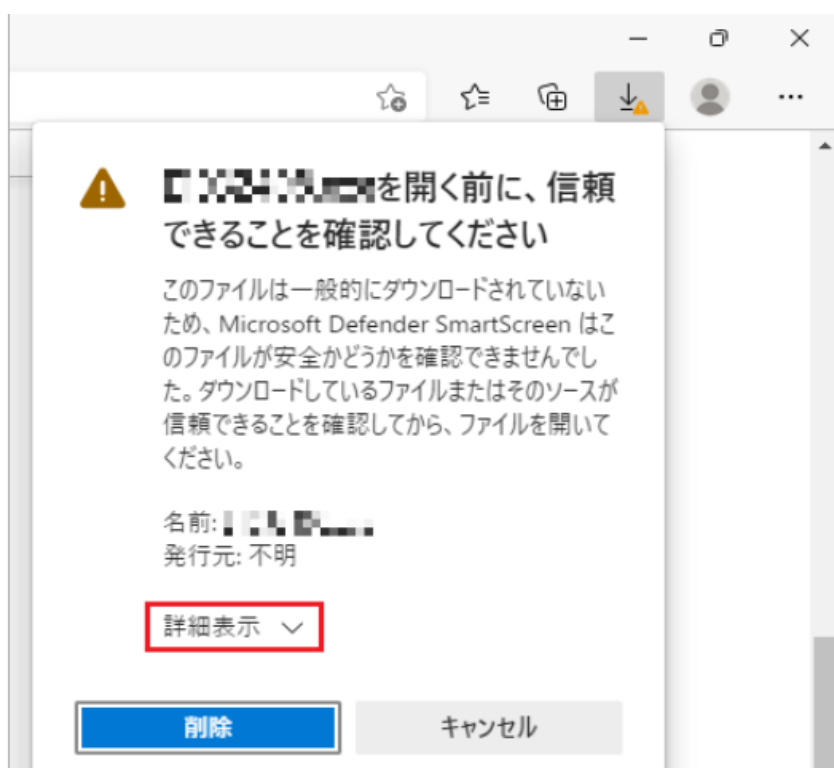 を開く前に、信頼
できることを確認してください
このファイルは一般的にダウンロードされていない
ため、Microsoft Defender SmartScreen はこ
のファイルが安全かどうかを確認できませんでし
た。ダウンロードしているファイルまたはそのソースが
信頼できることを確認してから、ファイルを開いて
ください。
名前:
発行元: 不明
詳細表示
削除
キャンセル